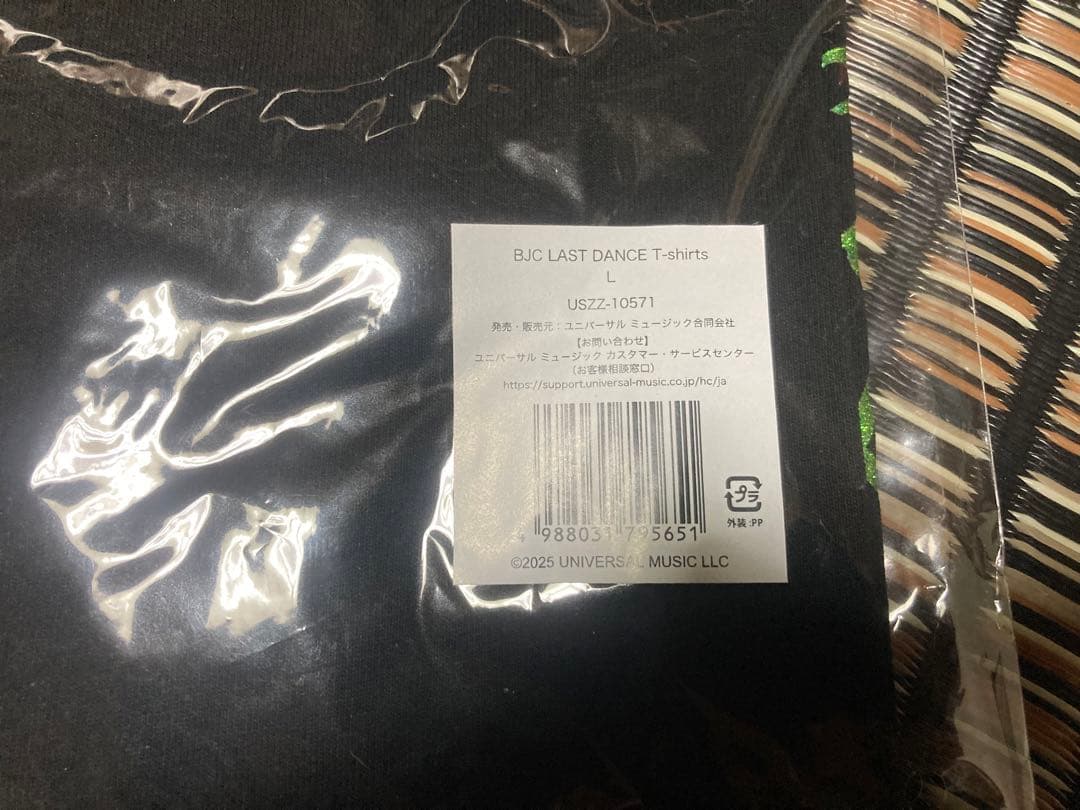 BJC LAST DANCE T-shirts
L
USZZ-10571
発売・販売元：ユニバーサル ミュージック合同会社
【お問い合わせ】
ユニバーサル ミュージック カスタマー・サービスセンター
（お客様相談窓口）
https://support.universal-music.co.jp/hc/ja
プラ
外装:PP
4 988031 795651
©2025 UNIVERSAL MUSIC LLC